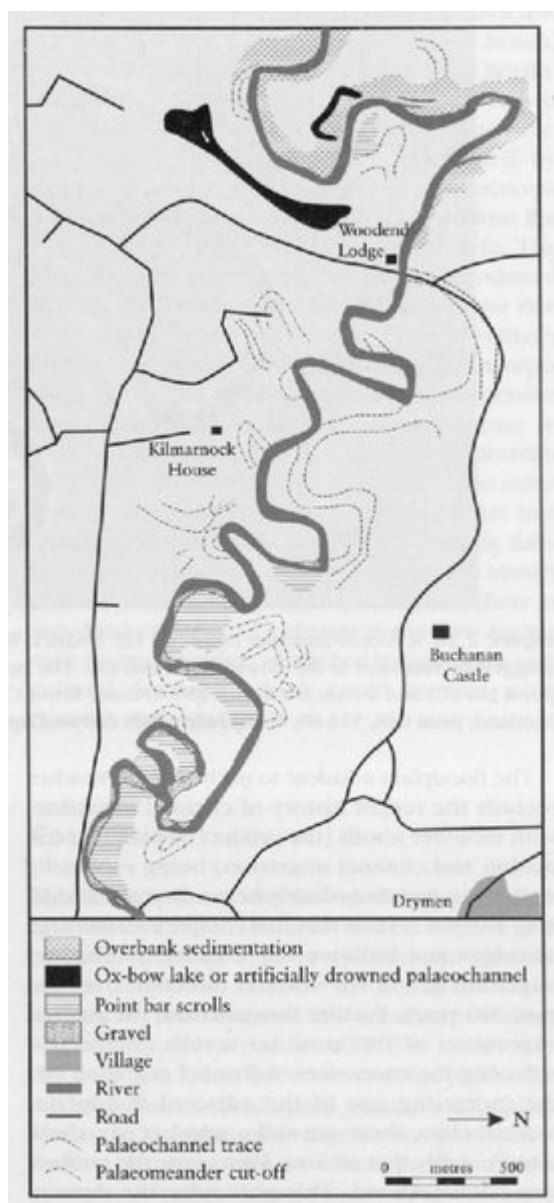 Woodend
Lodge
Kilmarnock
House
Buchanan
Castle
Drymen
Overbank sedimentation
Ox-bow lake or artificially drowned palaeochannel
Point bar scrolls
Gravel
Village
River
Road
Palaeochannel trace
Palaeomeander cut-off
N
0 metres 500